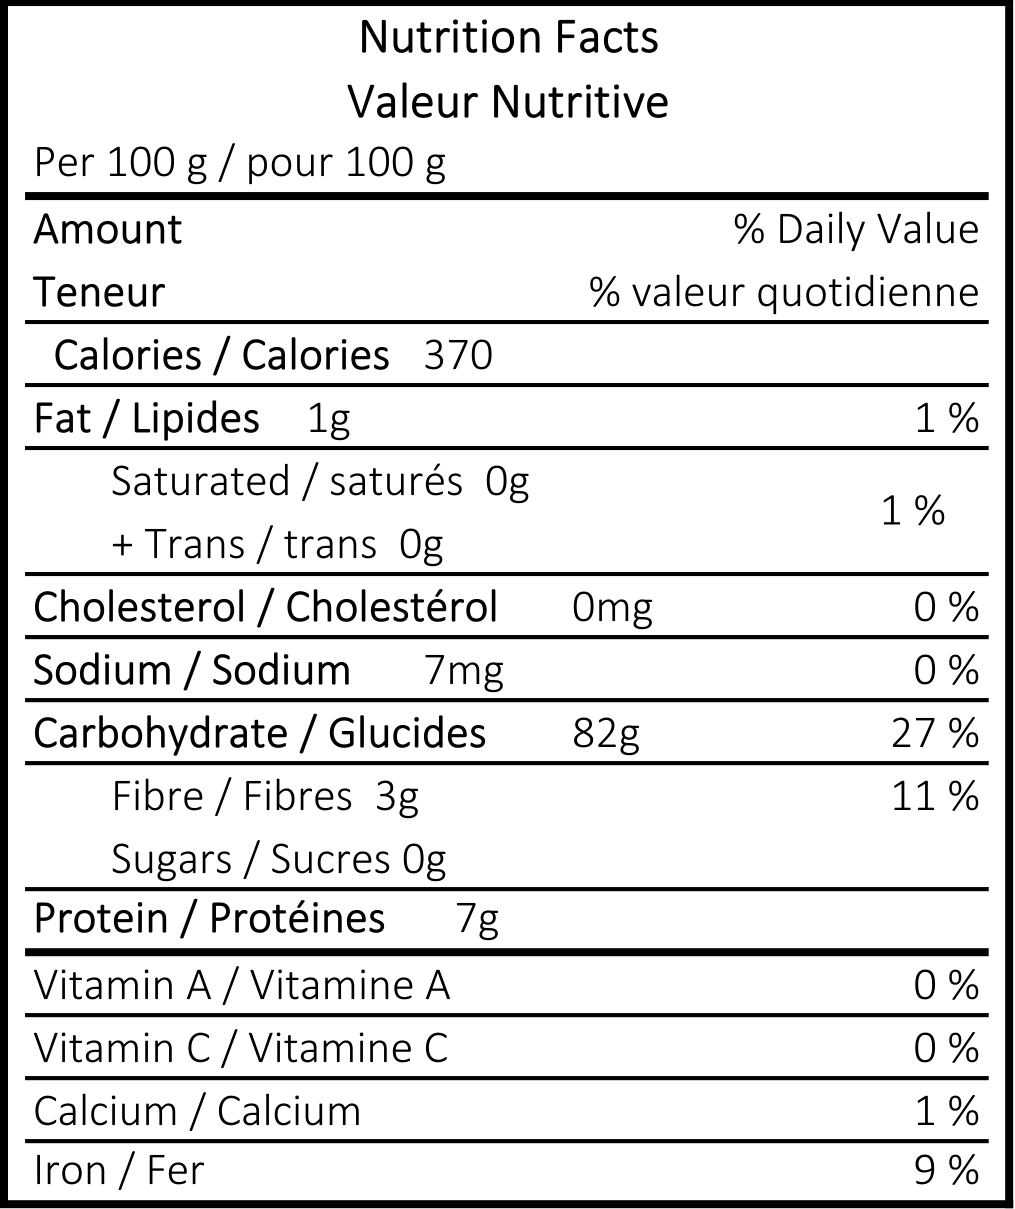 Nutrition Facts
Valeur Nutritive
Per 100 g / pour 100 g
Amount % Daily Value
Teneur % valeur quotidienne
Calories / Calories 370
Fat / Lipides 1g 1 %
Saturated / saturés 0g
1 %
+ Trans / trans 0g
Cholesterol / Cholestérol 0mg 0 %
Sodium / Sodium 7mg 0 %
Carbohydrate / Glucides 82g 27 %
Fibre / Fibres 3g 11 %
Sugars / Sucres 0g
Protein / Protéines 7g
Vitamin A / Vitamine A 0 %
Vitamin C / Vitamine C 0 %
Calcium / Calcium 1 %
Iron / Fer 9 %